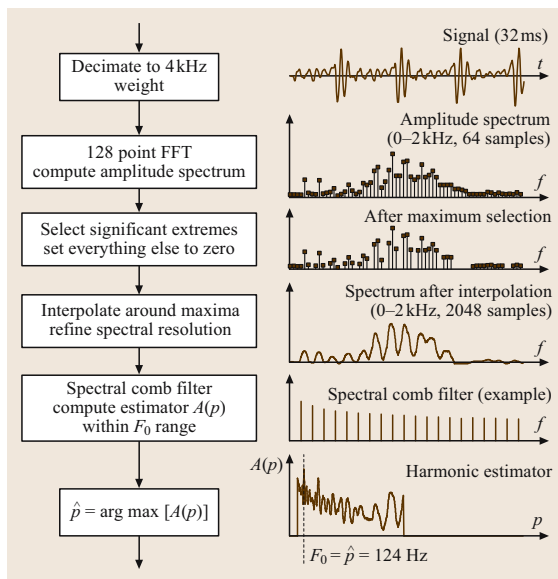 Decimate to 4 kHz
weight
Signal (32 ms)
t
128 point FFT
compute amplitude spectrum
Amplitude spectrum
(0–2 kHz, 64 samples)
f
Select significant extremes
set everything else to zero
After maximum selection
f
Interpolate around maxima
refine spectral resolution
Spectrum after interpolation
(0–2 kHz, 2048 samples)
f
Spectral comb filter
compute estimator A(p)
within F₀ range
Spectral comb filter (example)
f
p̂ = arg max [A(p)]
A(p)
Harmonic estimator
p
F₀ = p̂ = 124 Hz